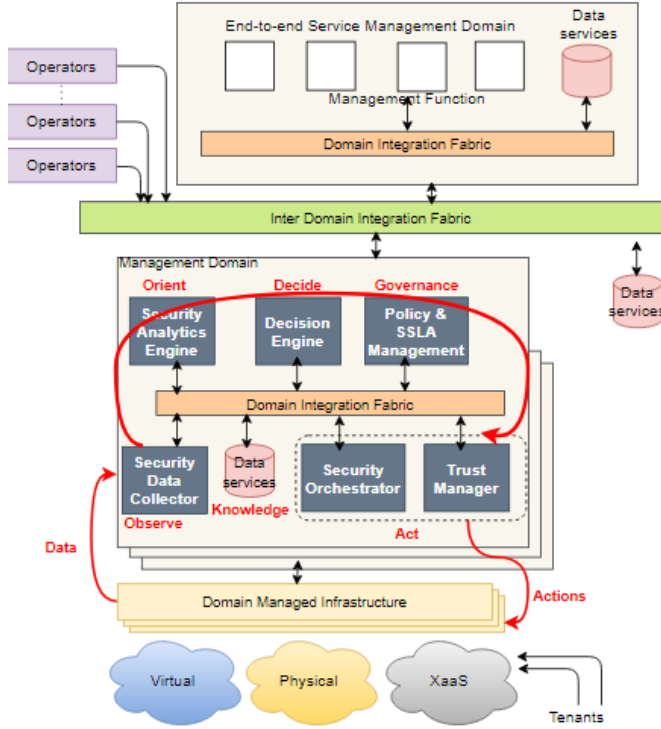 End-to-end Service Management Domain
Data
services
Operators
Operators
Operators
Management Function
Domain Integration Fabric
Inter Domain Integration Fabric
Management Domain
Orient
Decide
Governance
Security
Analytics
Engine
Decision
Engine
Policy &
SSLA
Management
Data
services
Domain Integration Fabric
Security
Data
Collector
Data
services
Security
Orchestrator
Trust
Manager
Observe
Knowledge
Act
Data
Actions
Domain Managed Infrastructure
Virtual
Physical
XaaS
Tenants